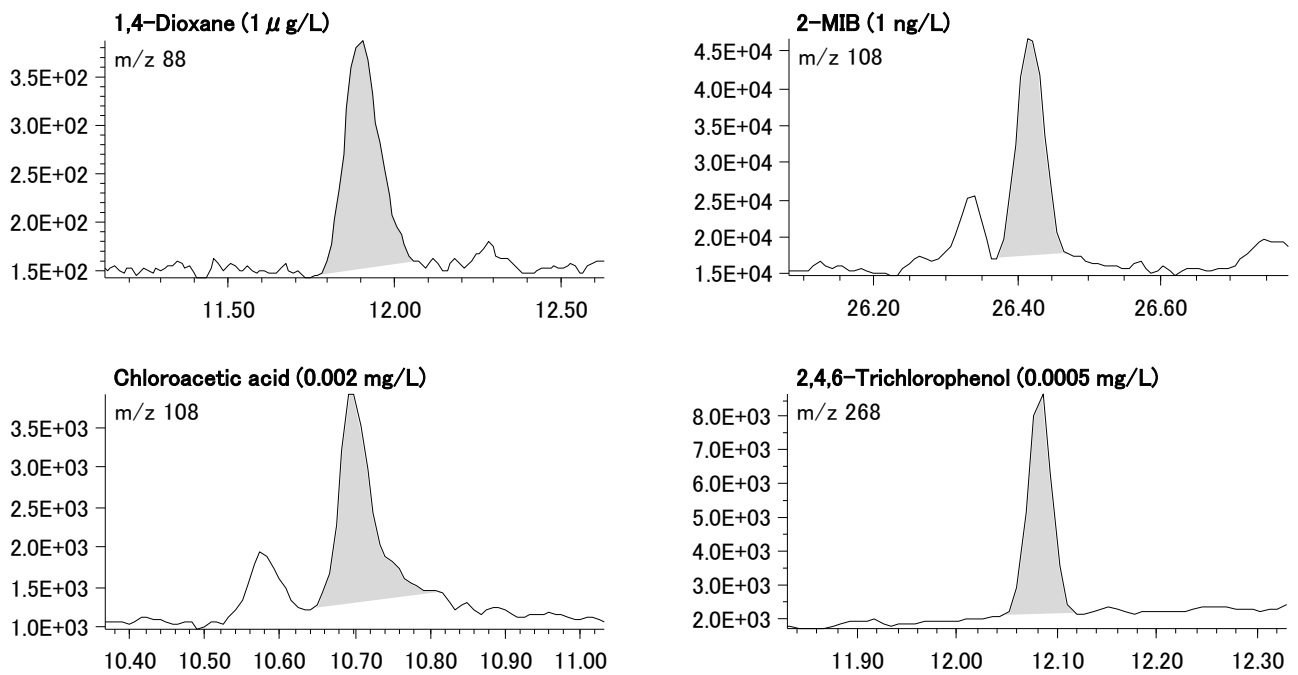 1,4-Dioxane (1 μg/L)
m/z 88
3.5E+02
3.0E+02
2.5E+02
2.0E+02
1.5E+02
11.50 12.00 12.50
2-MIB (1 ng/L)
m/z 108
4.5E+04
4.0E+04
3.5E+04
3.0E+04
2.5E+04
2.0E+04
1.5E+04
26.20 26.40 26.60
Chloroacetic acid (0.002 mg/L)
m/z 108
3.5E+03
3.0E+03
2.5E+03
2.0E+03
1.5E+03
1.0E+03
10.40 10.50 10.60 10.70 10.80 10.90 11.00
2,4,6-Trichlorophenol (0.0005 mg/L)
m/z 268
8.0E+03
7.0E+03
6.0E+03
5.0E+03
4.0E+03
3.0E+03
2.0E+03
11.90 12.00 12.10 12.20 12.30